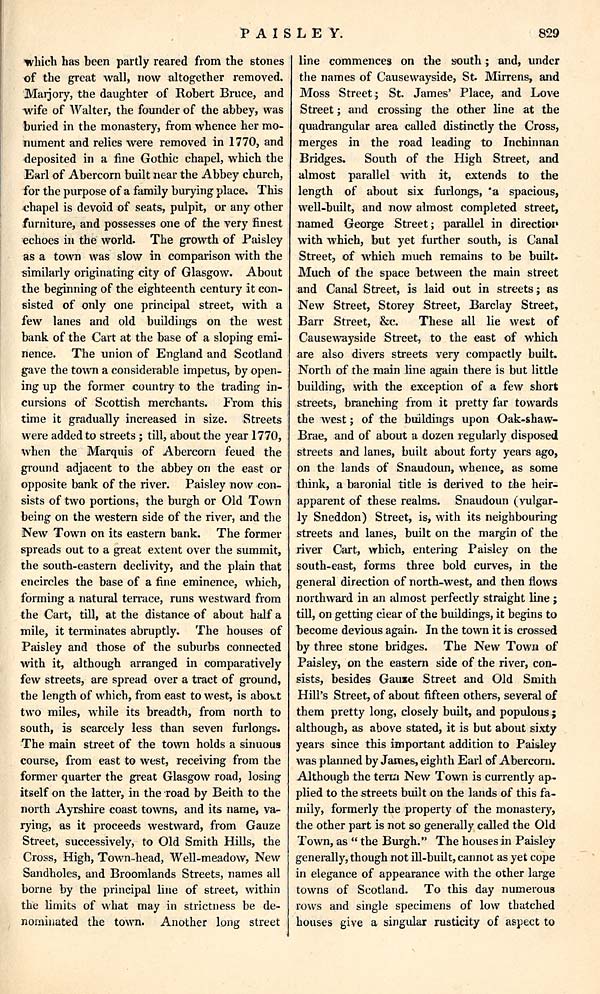 PAISLEY.
829
which has been partly reared from the stones
of the great wall, now altogether removed.
Marjory, the daughter of Robert Bruce, and
wife of Walter, the founder of the abbey, was
buried in the monastery, from whence her mo-
nument and relics were removed in 1770, and
deposited in a fine Gothic chapel, which the
Earl of Abercorn built near the Abbey church,
for the purpose of a family burying place. This
chapel is devoid of seats, pulpit, or any other
furniture, and possesses one of the very finest
echoes in the world. The growth of Paisley
as a town was slow in comparison with the
similarly originating city of Glasgow. About
the beginning of the eighteenth century it con-
sisted of only one principal street, with a
few lanes and old buildings on the west
bank of the Cart at the base of a sloping emi-
nence. The union of England and Scotland
gave the town a considerable impetus, by open-
ing up the former country to the trading in-
cursions of Scottish merchants. From this
time it gradually increased in size. Streets
were added to streets; till, about the year 1770,
when the Marquis of Abercorn feued the
ground adjacent to the abbey on the east or
opposite bank of the river. Paisley now con-
sists of two portions, the burgh or Old Town
being on the western side of the river, and the
New Town on its eastern bank. The former
spreads out to a great extent over the summit,
the south-eastern declivity, and the plain that
encircles the base of a fine eminence, which,
forming a natural terrace, runs westward from
the Cart, till, at the distance of about half a
mile, it terminates abruptly. The houses of
Paisley and those of the suburbs connected
with it, although arranged in comparatively
few streets, are spread over a tract of ground,
the length of which, from east to west, is about
two miles, while its breadth, from north to
south, is scarcely less than seven furlongs.
The main street of the town holds a sinuous
course, from east to west, receiving from the
former quarter the great Glasgow road, losing
itself on the latter, in the road by Beith to the
north Ayrshire coast towns, and its name, va-
rying, as it proceeds westward, from Gauze
Street, successively, to Old Smith Hills, the
Cross, High, Town-head, Well-meadow, New
Sandholes, and Broomlands Streets, names all
borne by the principal line of street, within
the limits of what may in strictness be de-
nominated the town. Another long street
line commences on the south; and, under
the names of Causewayside, St. Mirrens, and
Moss Street; St. James' Place, and Love
Street; and crossing the other line at the
quadrangular area called distinctly the Cross,
merges in the road leading to Inchinnan
Bridges. South of the High Street, and
almost parallel with it, extends to the
length of about six furlongs, a spacious,
well-built, and now almost completed street,
named George Street; parallel in direction
with which, but yet further south, is Canal
Street, of which much remains to be built.
Much of the space between the main street
and Canal Street, is laid out in streets; as
New Street, Storey Street, Barclay Street,
Barr Street, &c. These all lie west of
Causewayside Street, to the east of which
are also divers streets very compactly built.
North of the main line again there is but little
building, with the exception of a few short
streets, branching from it pretty far towards
the west; of the buildings upon Oak-shaw-
Brae, and of about a dozen regularly disposed
streets and lanes, built about forty years ago,
on the lands of Snaudoun, whence, as some
think, a baronial title is derived to the heir-
apparent of these realms. Snaudoun (vulgar-
ly Sneddon) Street, is, with its neighbouring
streets and lanes, built on the margin of the
river Cart, which, entering Paisley on the
south-east, forms three bold curves, in the
general direction of north-west, and then flows
northward in an almost perfectly straight line;
till, on getting clear of the buildings, it begins to
become devious again. In the town it is crossed
by three stone bridges. The New Town of
Paisley, on the eastern side of the river, con-
sists, besides Gauze Street and Old Smith
Hill's Street, of about fifteen others, several of
them pretty long, closely built, and populous;
although, as above stated, it is but about sixty
years since this important addition to Paisley
was planned by James, eighth Earl of Abercorn.
Although the term New Town is currently ap-
plied to the streets built on the lands of this fa-
mily, formerly the property of the monastery,
the other part is not so generally called the Old
Town, as " the Burgh." The houses in Paisley
generally, though not ill-built, cannot as yet cope
in elegance of appearance with the other large
towns of Scotland. To this day numerous
rows and single specimens of low thatched
houses give a singular rusticity of aspect to